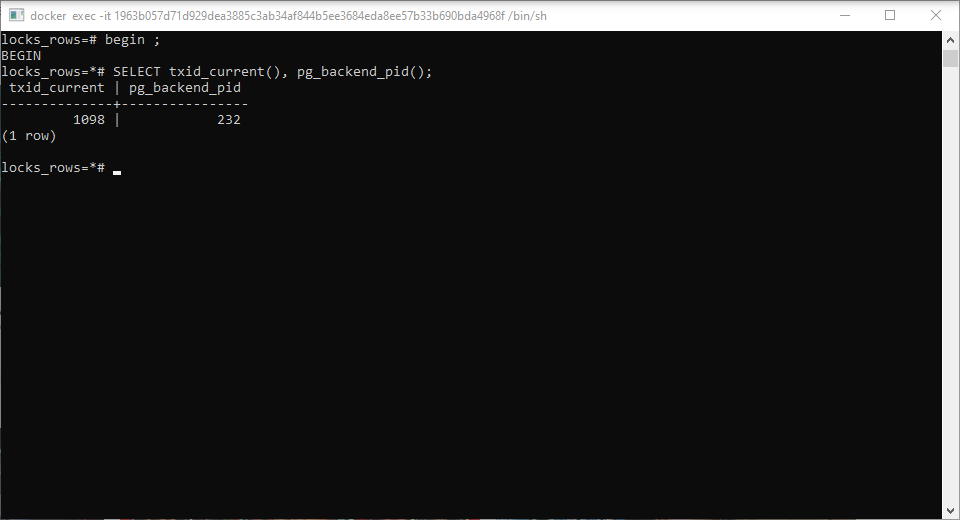 docker exec -it 1963b057d71d929dea3885c3ab34af844b5ee3684eda8ee57b33b690bda4968f /bin/sh
locks_rows=# begin ;
BEGIN
locks_rows=*# SELECT txid_current(), pg_backend_pid();
 txid_current | pg_backend_pid
--------------+----------------
         1098 |            232
(1 row)
locks_rows=*#